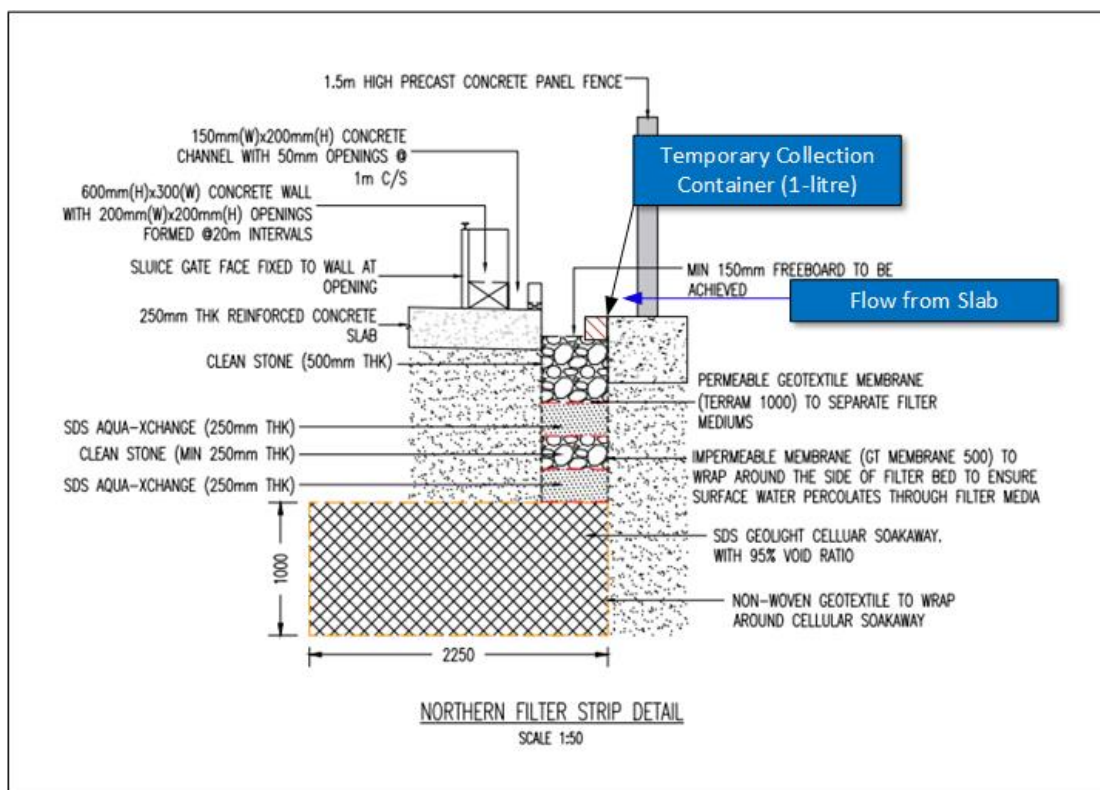 1.5m HIGH PRECAST CONCRETE PANEL FENCE
150mm(W)x200mm(H) CONCRETE
CHANNEL WITH 50mm OPENINGS @
1m C/S
600mm(H)x300(W) CONCRETE WALL
WITH 200mm(W)x200mm(H) OPENINGS
FORMED @20m INTERVALS
SLUICE GATE FACE FIXED TO WALL AT
OPENING
250mm THK REINFORCED CONCRETE
SLAB
CLEAN STONE (500mm THK)
SDS AQUA-XCHANGE (250mm THK)
CLEAN STONE (MIN 250mm THK)
SDS AQUA-XCHANGE (250mm THK)
Temporary Collection
Container (1-litre)
MIN 150mm FREEBOARD TO BE
ACHIEVED
Flow from Slab
PERMEABLE GEOTEXTILE MEMBRANE
(TERRAM 1000) TO SEPARATE FILTER
MEDIUMS
IMPERMEABLE MEMBRANE (GT MEMBRANE 500) TO
WRAP AROUND THE SIDE OF FILTER BED TO ENSURE
SURFACE WATER PERCOLATES THROUGH FILTER MEDIA
SDS GEOLIGHT CELLUAR SOAKAWAY.
WITH 95% VOID RATIO
NON-WOVEN GEOTEXTILE TO WRAP
AROUND CELLULAR SOAKAWAY
1000
2250
NORTHERN FILTER STRIP DETAIL
SCALE 1:50